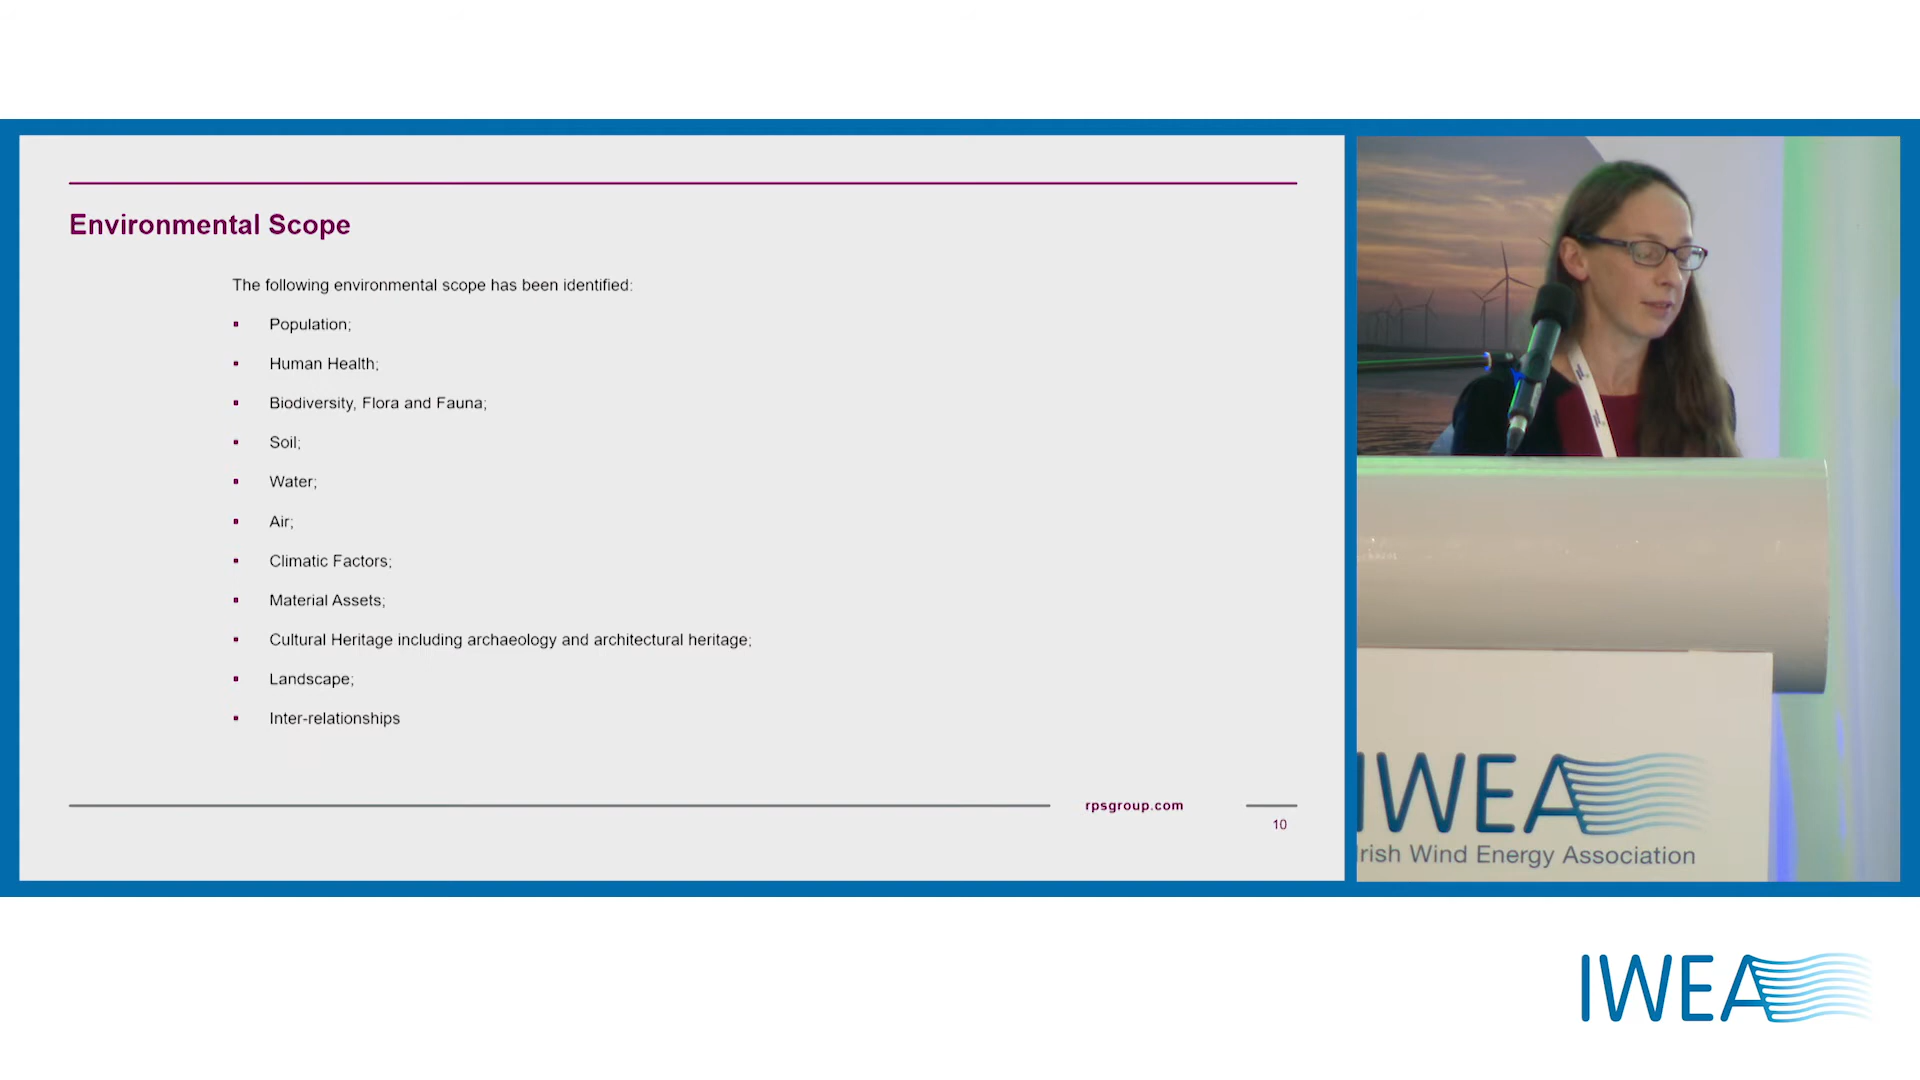 Environmental Scope
The following environmental scope has been identified:
Population;
Human Health;
Biodiversity, Flora and Fauna;
Soil;
Water;
Air;
Climatic Factors;
Material Assets;
Cultural Heritage including archaeology and architectural heritage;
Landscape;
Inter-relationships
rpsgroup.com
10
IWEA
Irish Wind Energy Association
IWEA